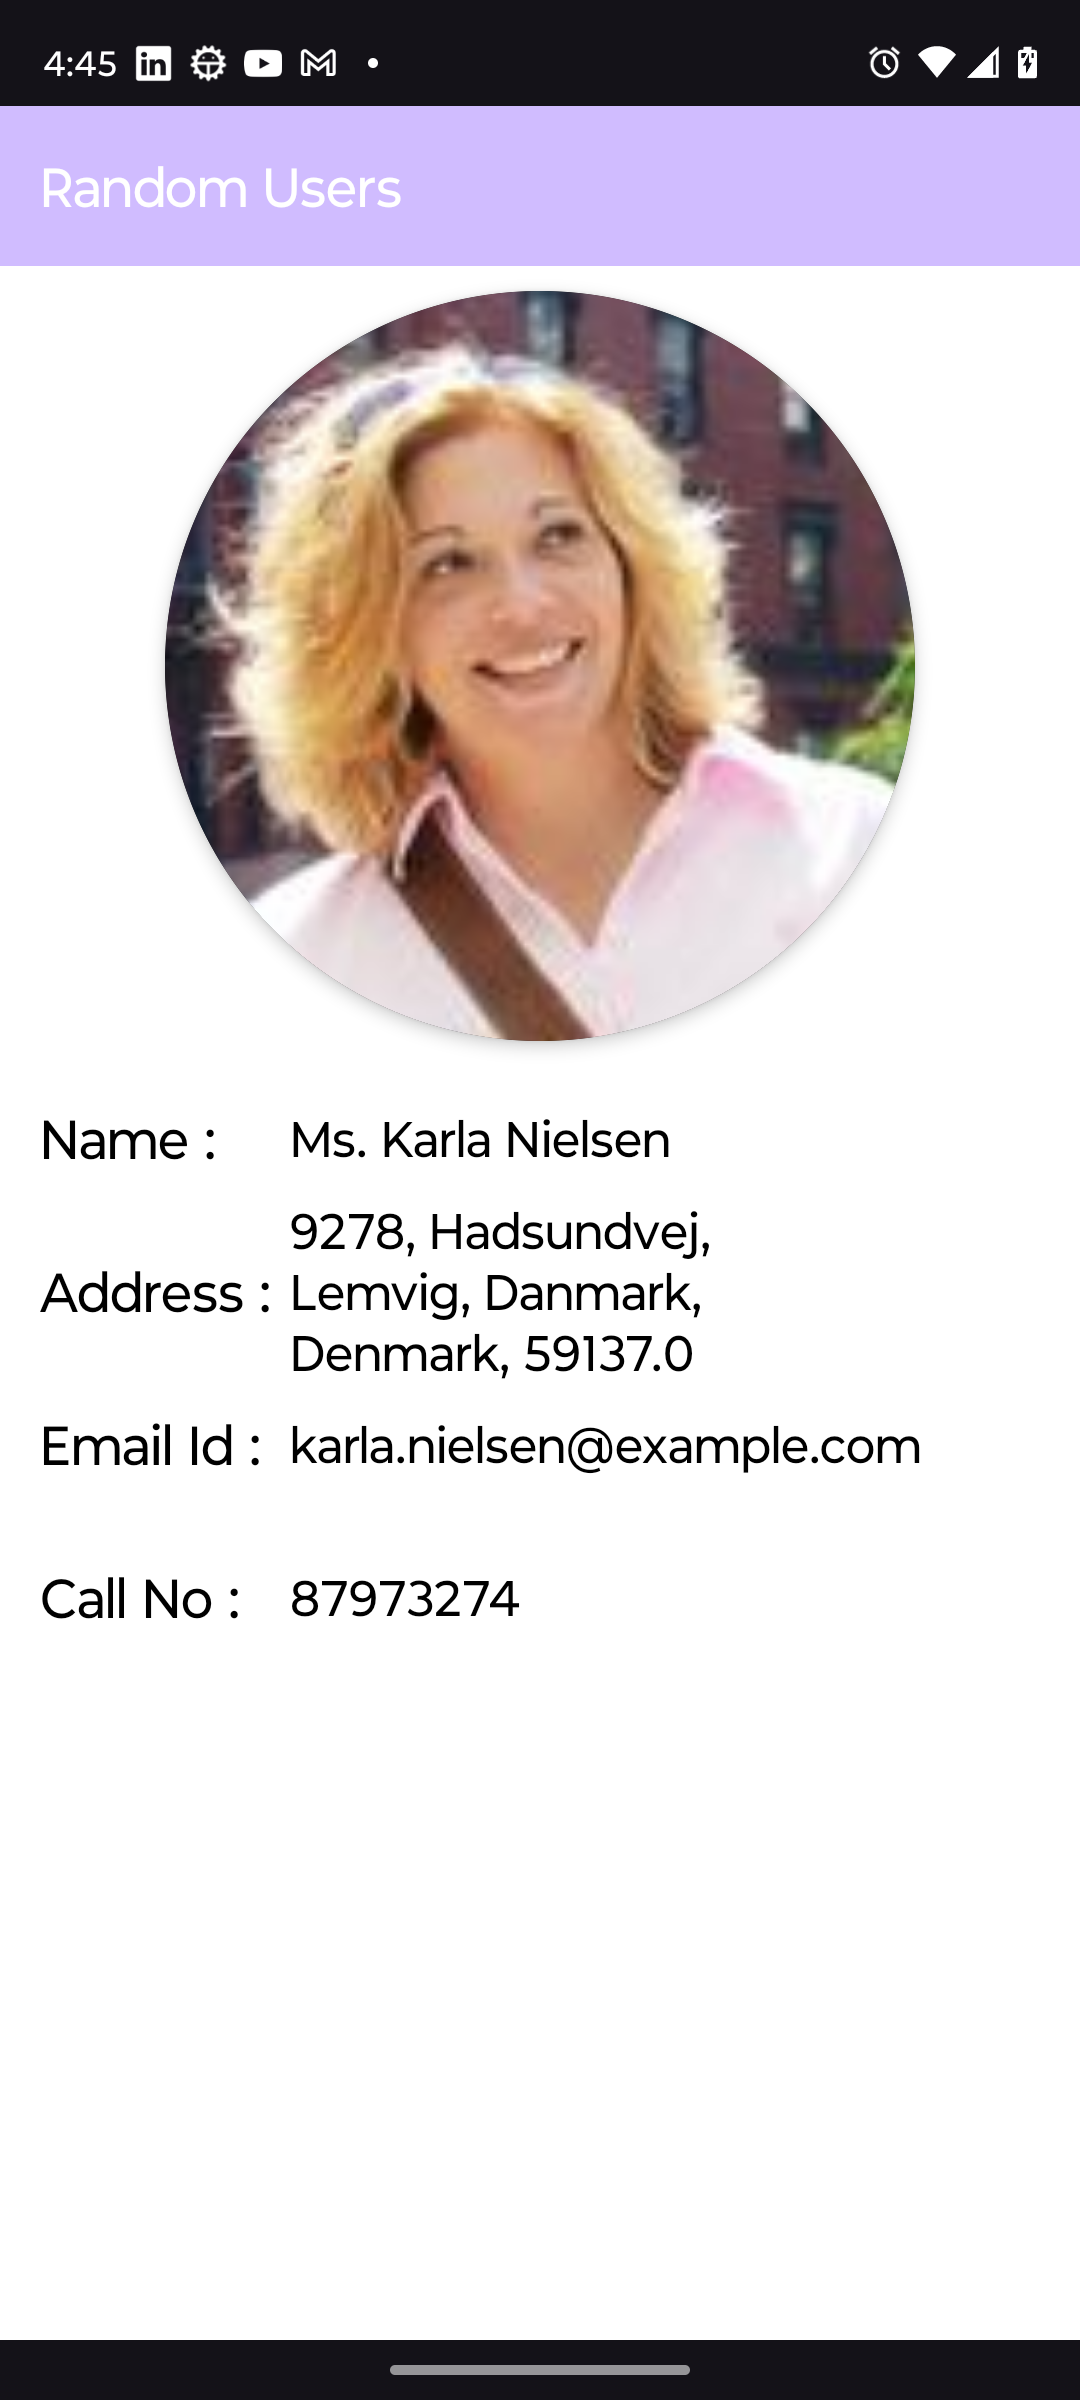 4:45
Random Users
Name : Ms. Karla Nielsen
9278, Hadsundvej,
Address : Lemvig, Danmark,
Denmark, 59137.0
Email Id : karla.nielsen@example.com
Call No : 87973274